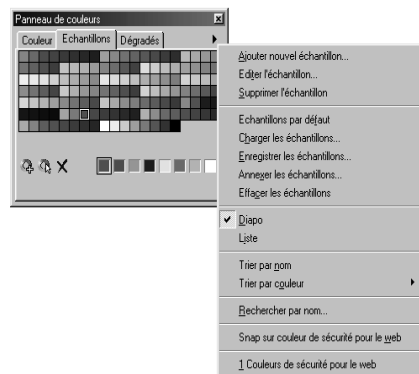 Panneau de couleurs
Couleur Echantillons Dégradés
Ajouter nouvel échantillon...
Editer l'échantillon...
Supprimer l'échantillon
Echantillons par défaut
Charger les échantillons...
Enregistrer les échantillons...
Annexer les échantillons...
Effacer les échantillons
Diapo
Liste
Trier par nom
Trier par couleur
Rechercher par nom...
Snap sur couleur de sécurité pour le web
1 Couleurs de sécurité pour le web